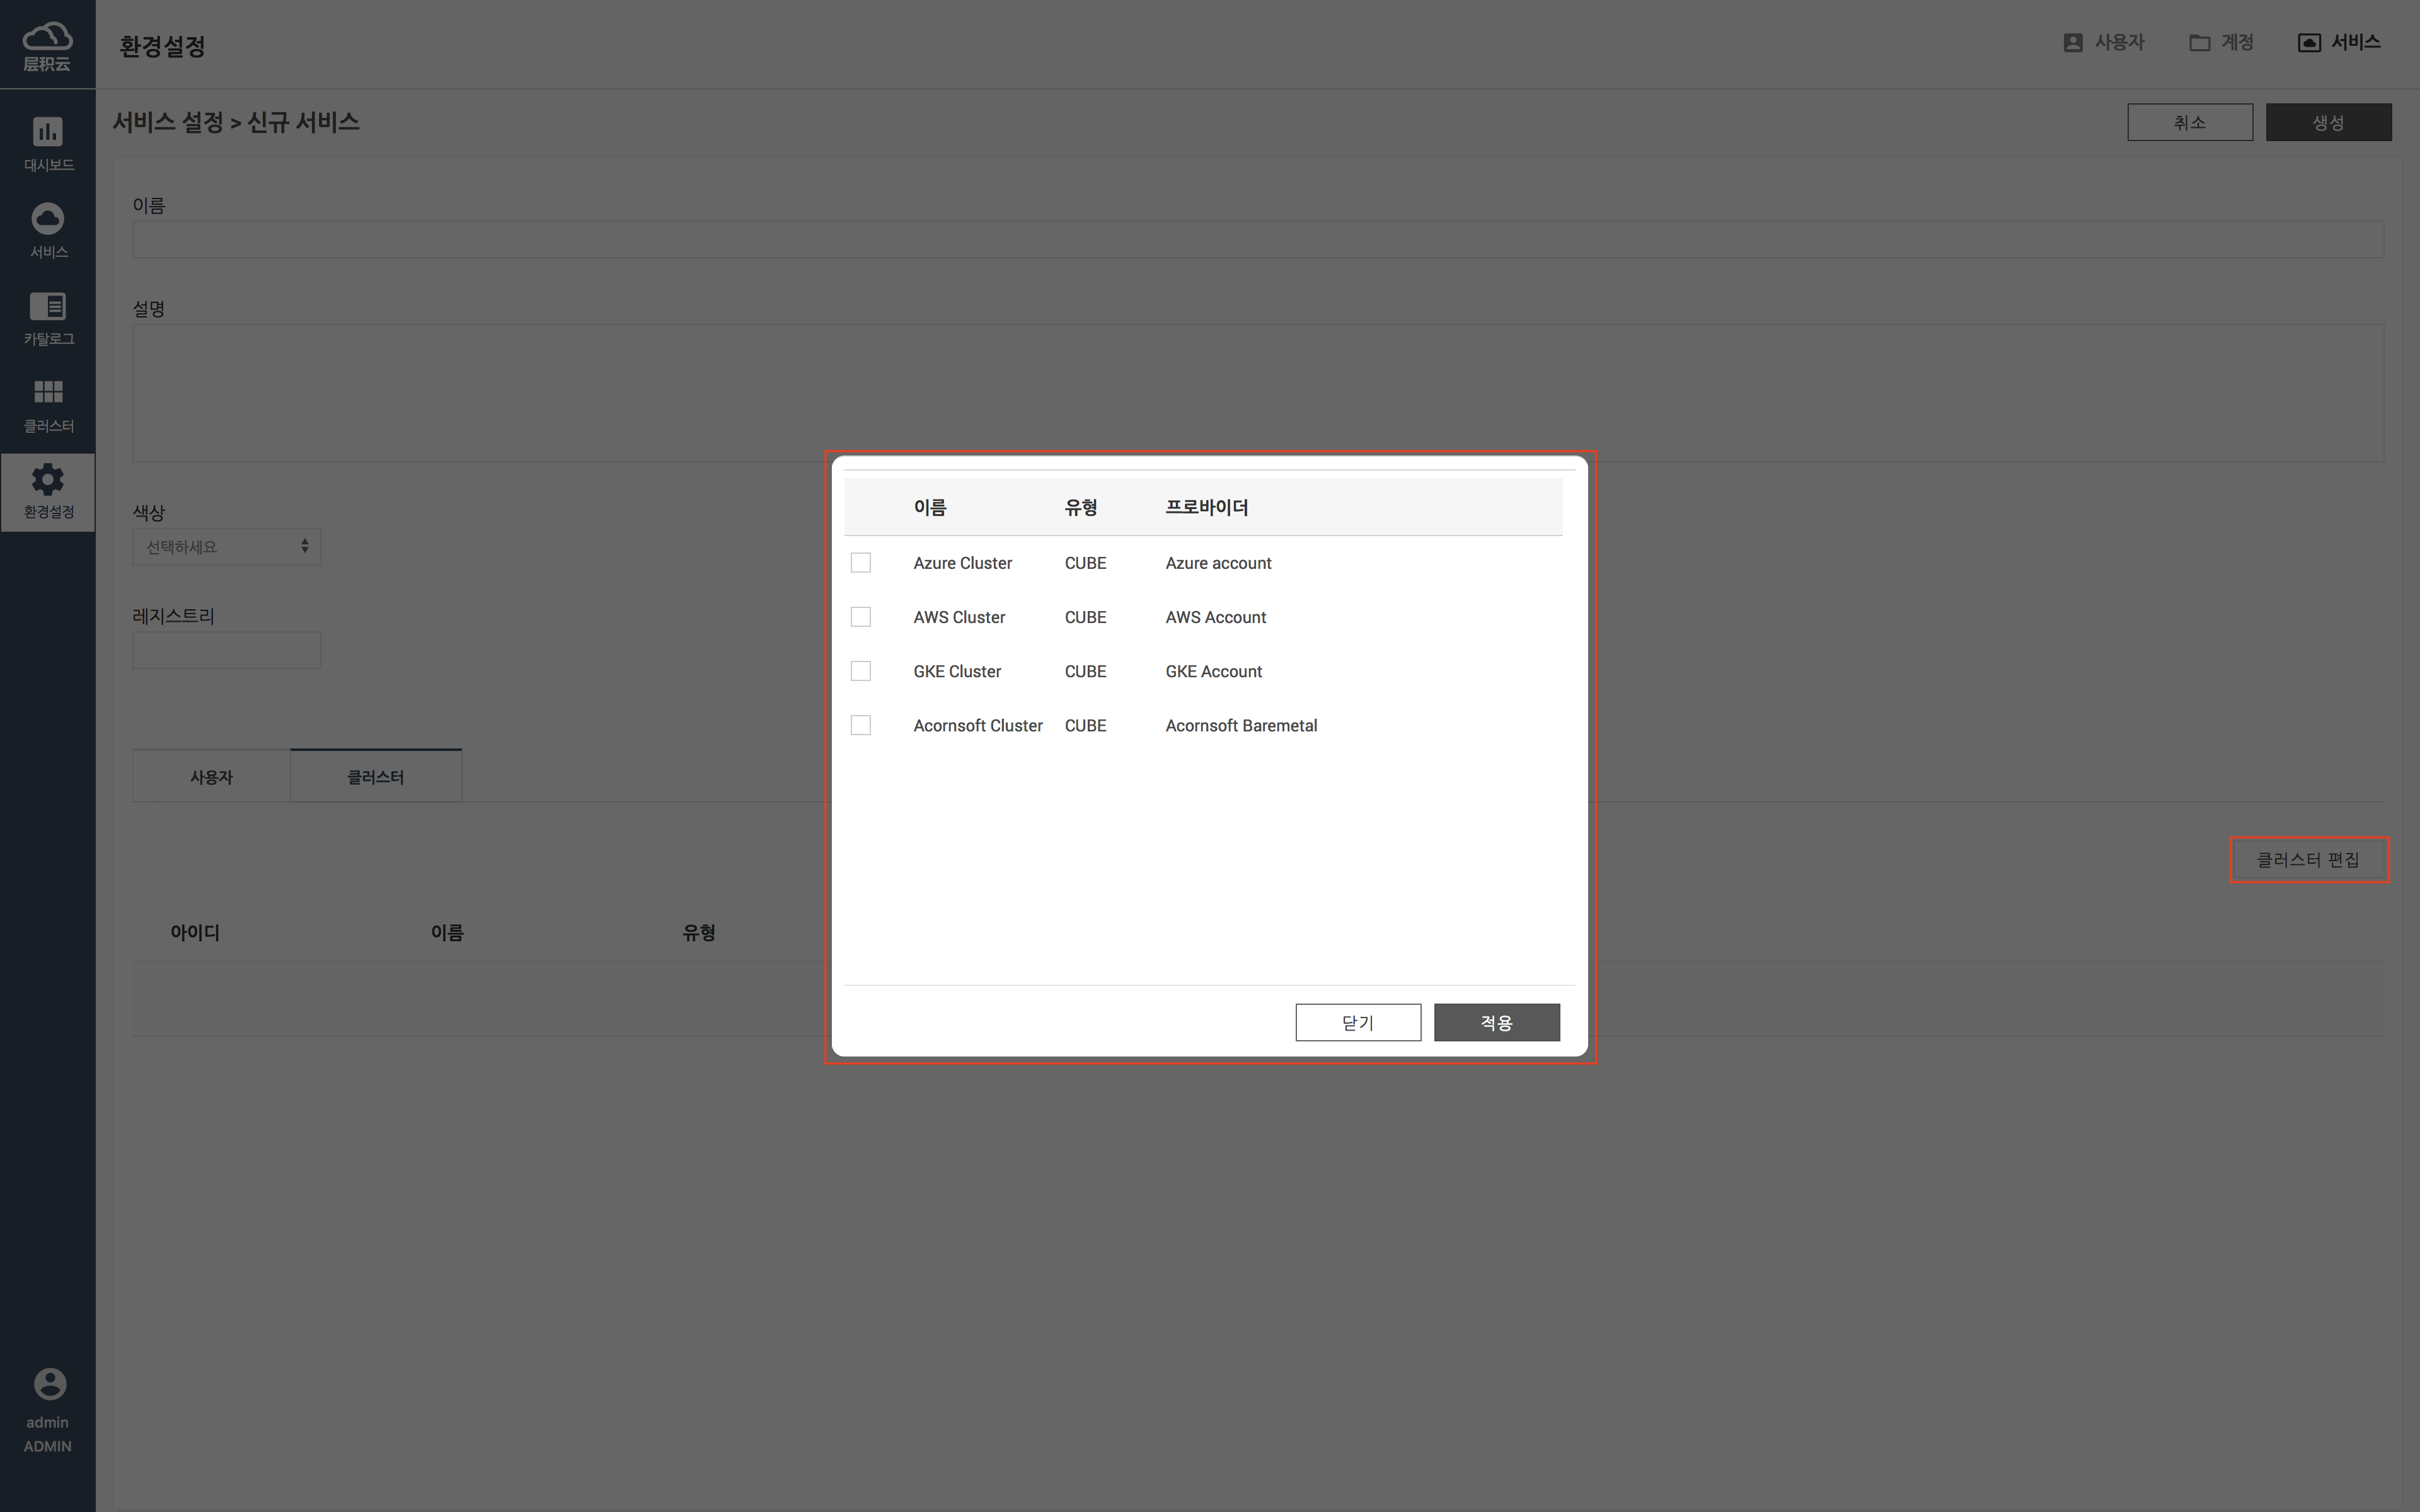 层积云
환경설정
사용자
계정
서비스
서비스 설정 > 신규 서비스
취소
생성
대시보드
서비스
카탈로그
클러스터
환경설정
이름
설명
색상
선택하세요
레지스트리
사용자
클러스터
클러스터 편집
아이디 이름 유형
이름 유형 프로바이더
Azure Cluster CUBE Azure account
AWS Cluster CUBE AWS Account
GKE Cluster CUBE GKE Account
Acornsoft Cluster CUBE Acornsoft Baremetal
닫기
적용
admin
ADMIN